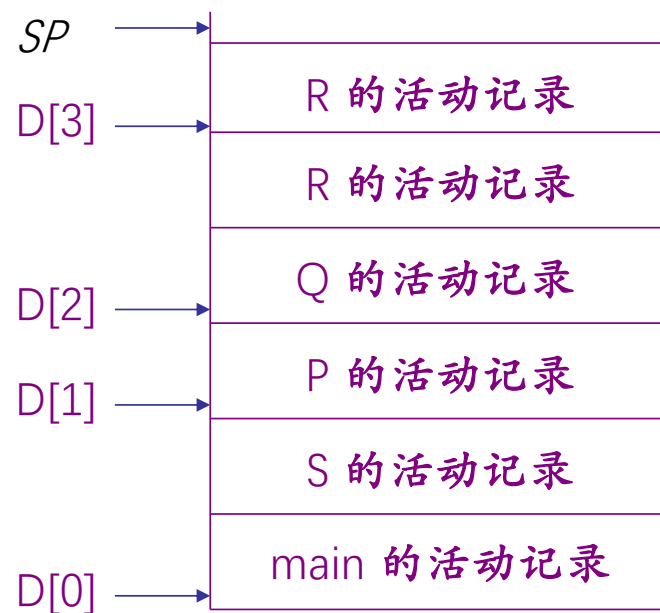 SP
R 的活动记录
D[3]
R 的活动记录
Q 的活动记录
D[2]
P 的活动记录
D[1]
S 的活动记录
main 的活动记录
D[0]